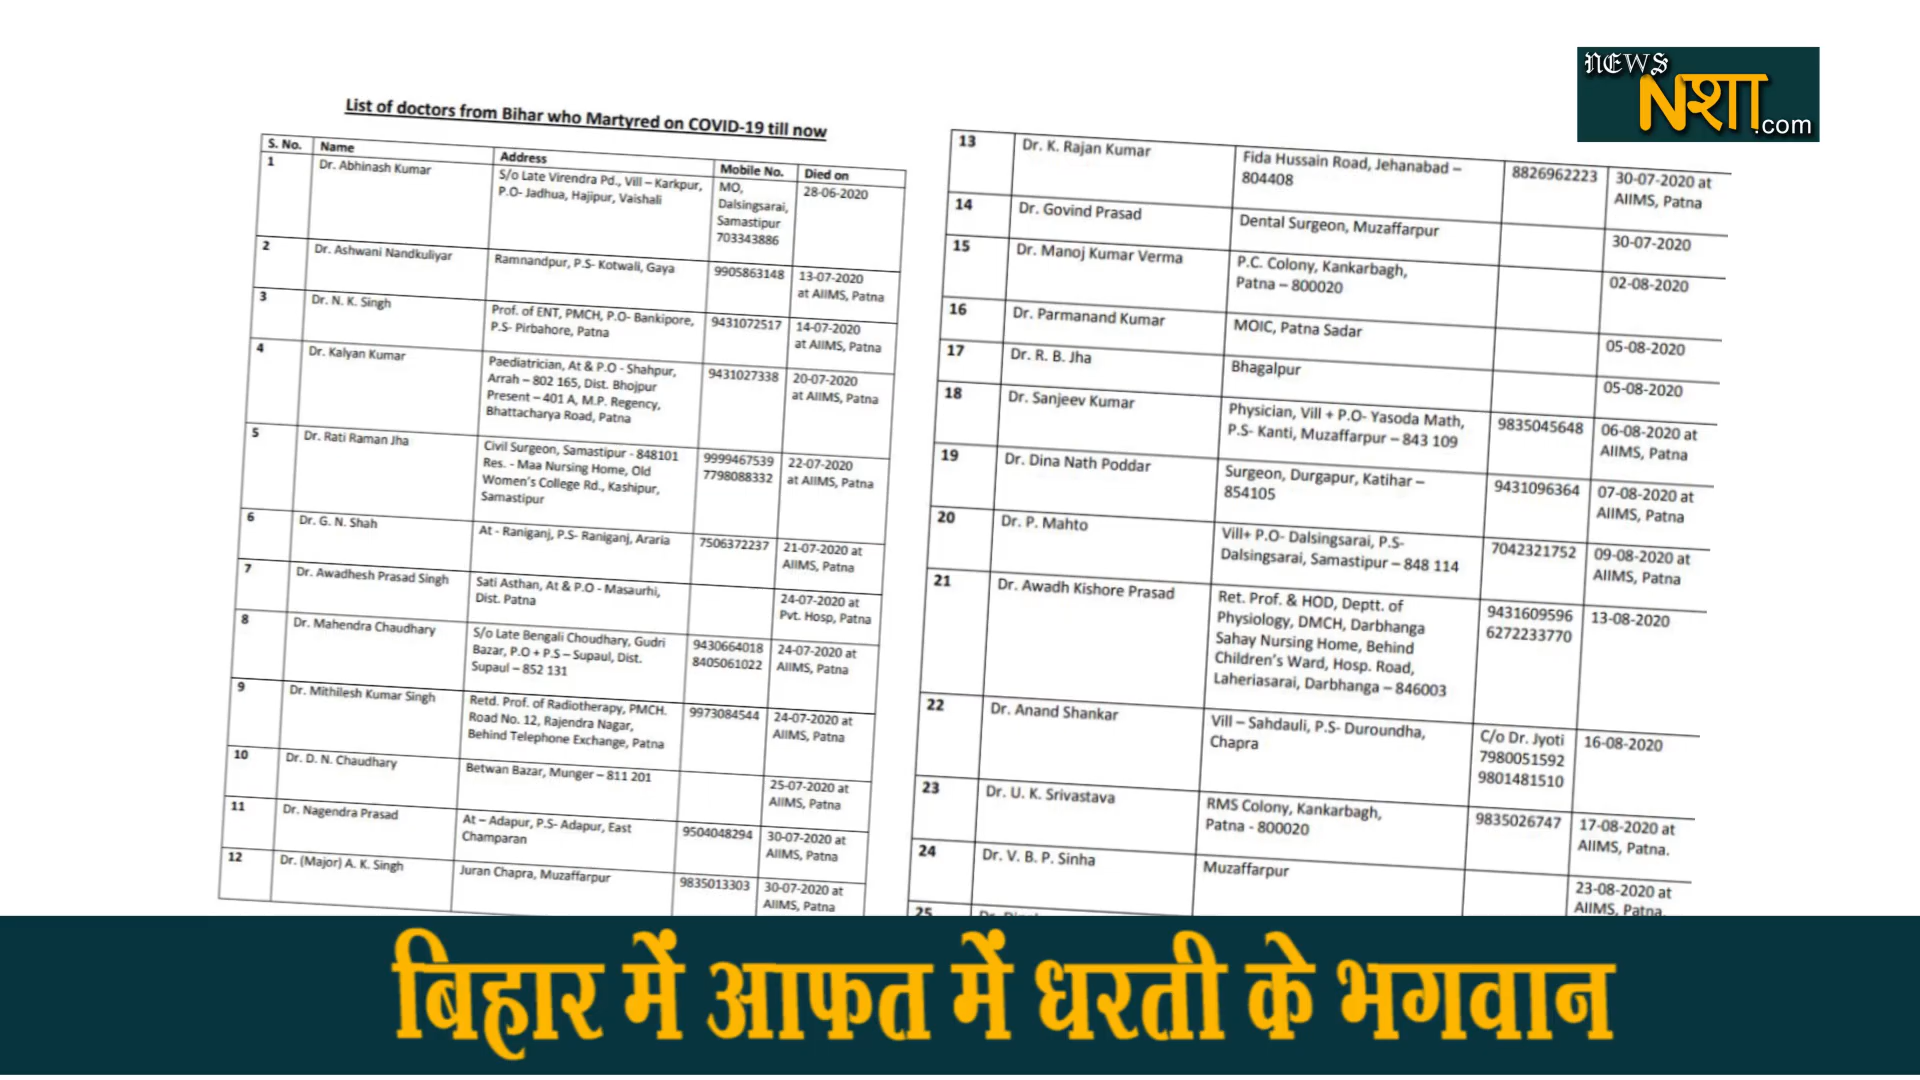 NEWS
Nशा
.com
List of doctors from Bihar who Martyred on COVID-19 till now
S. No. Name Address Mobile No. Died on
1 Dr. Abhinash Kumar S/o Late Virendra Pd., Vill – Karkpur, MO, 28-06-2020
P.O- Jadhua, Hajipur, Vaishali Dalsingsarai,
Samastipur
703343886
2 Dr. Ashwani Nandkuliyar Ramnandpur, P.S- Kotwali, Gaya 9905863148 13-07-2020
at AIIMS, Patna
3 Dr. N. K. Singh Prof. of ENT, PMCH, P.O- Bankipore, 9431072517 14-07-2020
P.S- Pirbahore, Patna at AIIMS, Patna
4 Dr. Kalyan Kumar Paediatrician, At & P.O - Shahpur, 9431027338 20-07-2020
Arrah – 802 165, Dist. Bhojpur at AIIMS, Patna
Present – 401 A, M.P. Regency,
Bhattacharya Road, Patna
5 Dr. Rati Raman Jha Civil Surgeon, Samastipur - 848101 9999467539 22-07-2020
Res. - Maa Nursing Home, Old 7798088332 at AIIMS, Patna
Women's College Rd., Kashipur,
Samastipur
6 Dr. G. N. Shah At - Raniganj, P.S- Raniganj, Araria 7506372237 21-07-2020 at
AIIMS, Patna
7 Dr. Awadhesh Prasad Singh Sati Asthan, At & P.O - Masaurhi, 24-07-2020 at
Dist. Patna Pvt. Hosp, Patna
8 Dr. Mahendra Chaudhary S/o Late Bengali Choudhary, Gudri 9430664018 24-07-2020 at
Bazar, P.O + P.S – Supaul, Dist. 8405061022 AIIMS, Patna
Supaul – 852 131
9 Dr. Mithilesh Kumar Singh Retd. Prof. of Radiotherapy, PMCH. 9973084544 24-07-2020 at
Road No. 12, Rajendra Nagar, AIIMS, Patna
Behind Telephone Exchange, Patna
10 Dr. D. N. Chaudhary Betwan Bazar, Munger – 811 201 25-07-2020 at
AIIMS, Patna
11 Dr. Nagendra Prasad At – Adapur, P.S- Adapur, East 9504048294 30-07-2020 at
Champaran AIIMS, Patna
12 Dr. (Major) A. K. Singh Juran Chapra, Muzaffarpur 9835013303 30-07-2020 at
AIIMS, Patna
13 Dr. K. Rajan Kumar Fida Hussain Road, Jehanabad – 8826962223 30-07-2020 at
804408 AIIMS, Patna
14 Dr. Govind Prasad Dental Surgeon, Muzaffarpur 30-07-2020
15 Dr. Manoj Kumar Verma P.C. Colony, Kankarbagh, 02-08-2020
Patna – 800020
16 Dr. Parmanand Kumar MOIC, Patna Sadar 05-08-2020
17 Dr. R. B. Jha Bhagalpur 05-08-2020
18 Dr. Sanjeev Kumar Physician, Vill + P.O- Yasoda Math, 9835045648 06-08-2020 at
P.S- Kanti, Muzaffarpur – 843 109 AIIMS, Patna
19 Dr. Dina Nath Poddar Surgeon, Durgapur, Katihar – 9431096364 07-08-2020 at
854105 AIIMS, Patna
20 Dr. P. Mahto Vill+ P.O- Dalsingsarai, P.S- 7042321752 09-08-2020 at
Dalsingsarai, Samastipur – 848 114 AIIMS, Patna
21 Dr. Awadh Kishore Prasad Ret. Prof. & HOD, Deptt. of 9431609596 13-08-2020
Physiology, DMCH, Darbhanga 6272233770
Sahay Nursing Home, Behind
Children's Ward, Hosp. Road,
Laheriasarai, Darbhanga – 846003
22 Dr. Anand Shankar Vill – Sahdauli, P.S- Duroundha, C/o Dr. Jyoti 16-08-2020
Chapra 7980051592
9801481510
23 Dr. U. K. Srivastava RMS Colony, Kankarbagh, 9835026747 17-08-2020 at
Patna - 800020 AIIMS, Patna.
24 Dr. V. B. P. Sinha Muzaffarpur 23-08-2020 at
AIIMS, Patna.
25 Dr.
बिहार में आफत में धरती के भगवान